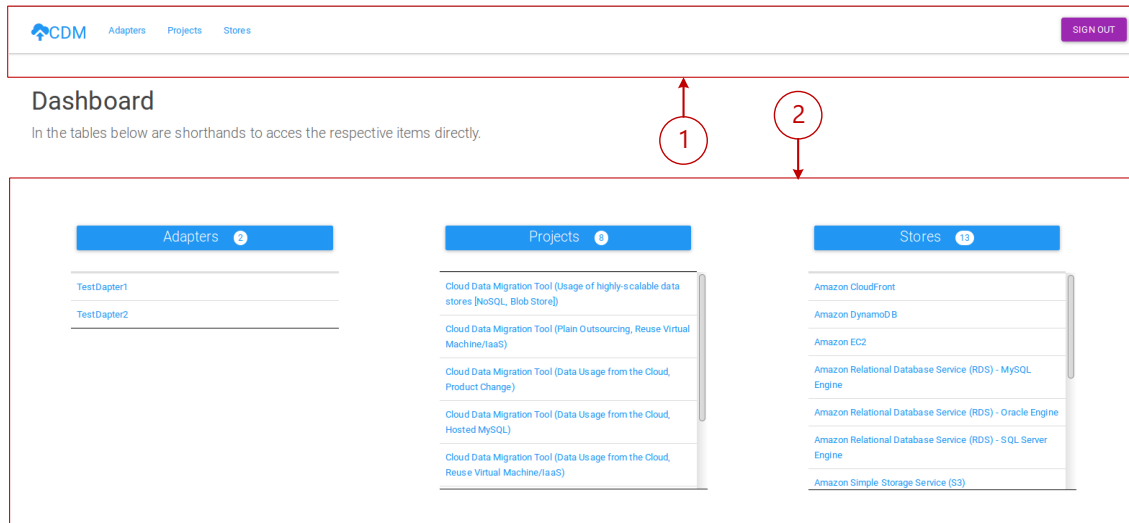 CDM Adapters Projects Stores SIGN OUT
Dashboard
In the tables below are shorthands to acces the respective items directly.
1
2
Adapters 2
TestDapter1
TestDapter2
Projects 8
Cloud Data Migration Tool (Usage of highly-scalable data
stores [NoSQL, Blob Store])
Cloud Data Migration Tool (Plain Outsourcing, Reuse Virtual
Machine/IaaS)
Cloud Data Migration Tool (Data Usage from the Cloud,
Product Change)
Cloud Data Migration Tool (Data Usage from the Cloud,
Hosted MySQL)
Cloud Data Migration Tool (Data Usage from the Cloud,
Reuse Virtual Machine/IaaS)
Stores 13
Amazon CloudFront
Amazon DynamoDB
Amazon EC2
Amazon Relational Database Service (RDS) - MySQL
Engine
Amazon Relational Database Service (RDS) - Oracle Engine
Amazon Relational Database Service (RDS) - SQL Server
Engine
Amazon Simple Storage Service (S3)